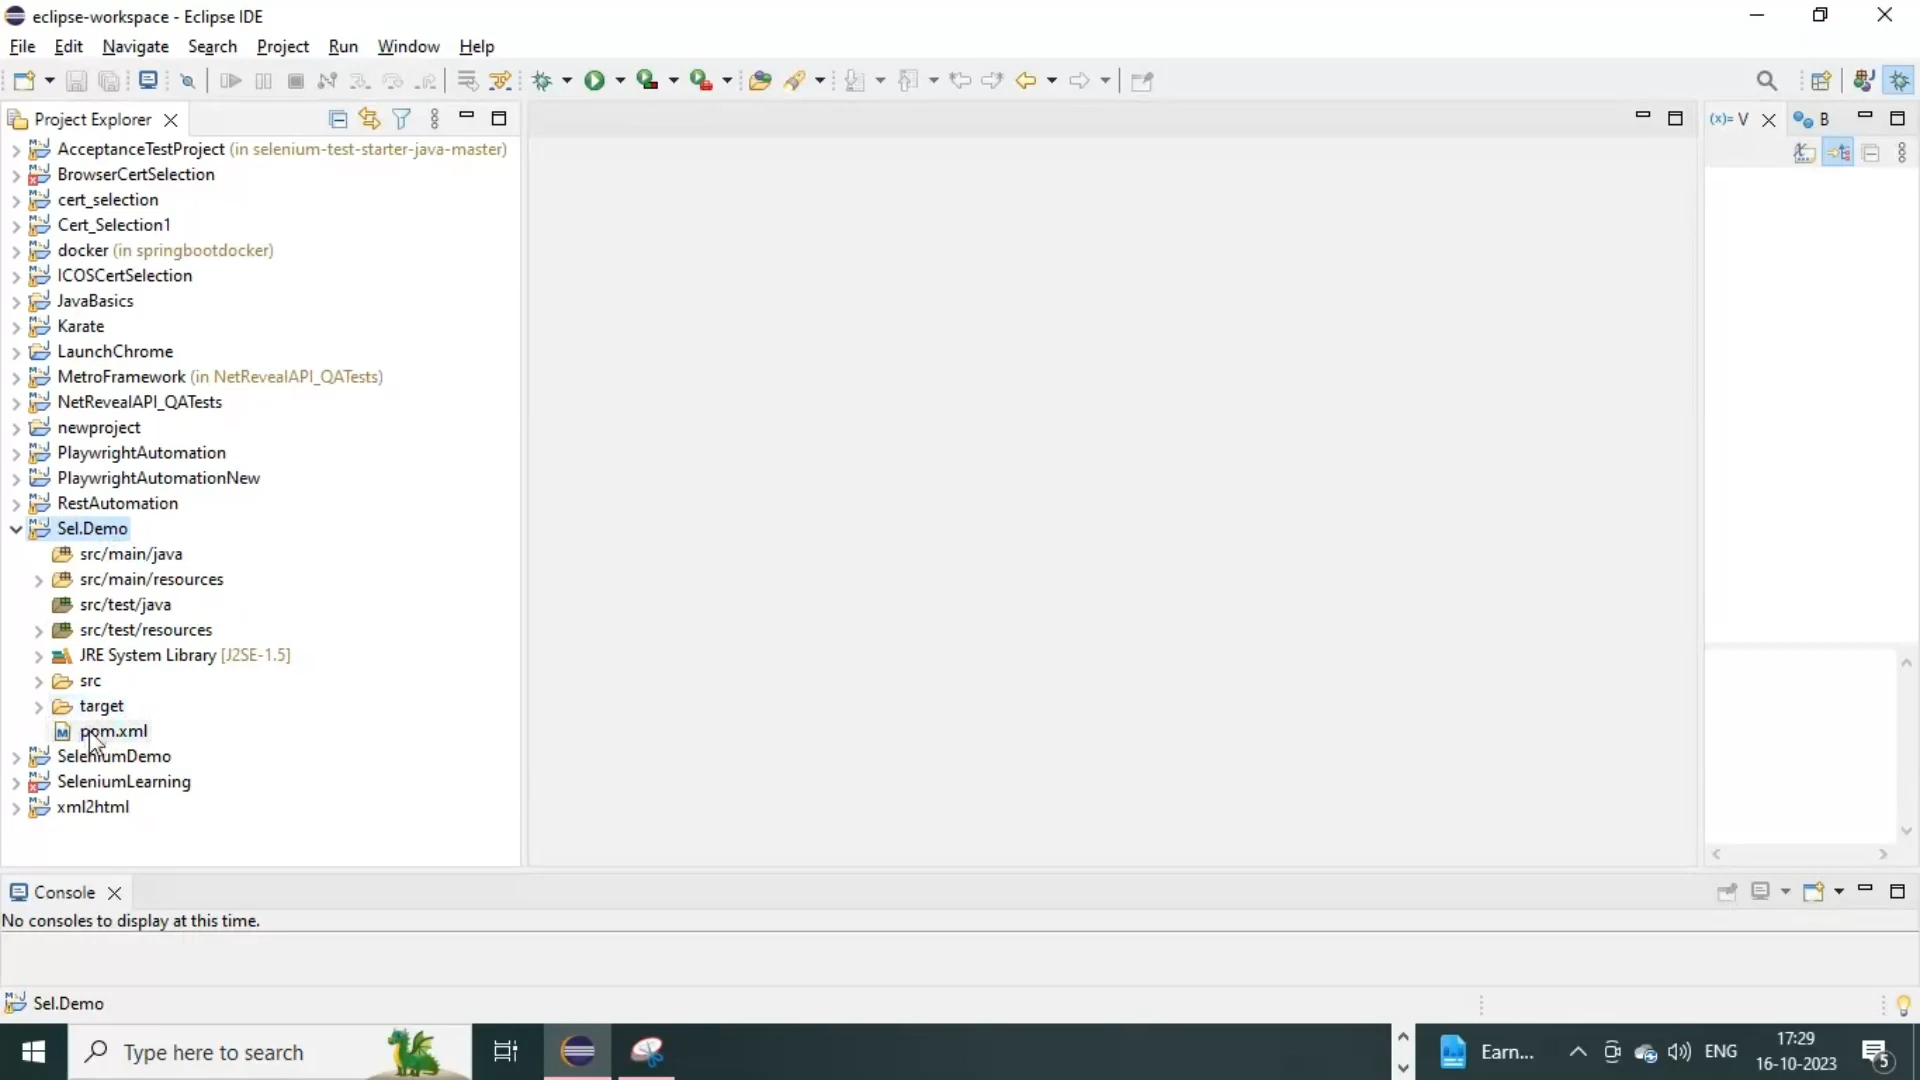 eclipse-workspace - Eclipse IDE
File Edit Navigate Search Project Run Window Help
Project Explorer
(x)= V
B
AcceptanceTestProject (in selenium-test-starter-java-master)
BrowserCertSelection
cert_selection
Cert_Selection1
docker (in springbootdocker)
ICOSCertSelection
JavaBasics
Karate
LaunchChrome
MetroFramework (in NetRevealAPI_QATests)
NetRevealAPI_QATests
newproject
PlaywrightAutomation
PlaywrightAutomationNew
RestAutomation
Sel.Demo
src/main/java
src/main/resources
src/test/java
src/test/resources
JRE System Library [J2SE-1.5]
src
target
pom.xml
SeleniumDemo
SeleniumLearning
xml2html
Console
No consoles to display at this time.
Sel.Demo
Type here to search
Earn...
ENG
17:29
16-10-2023
5